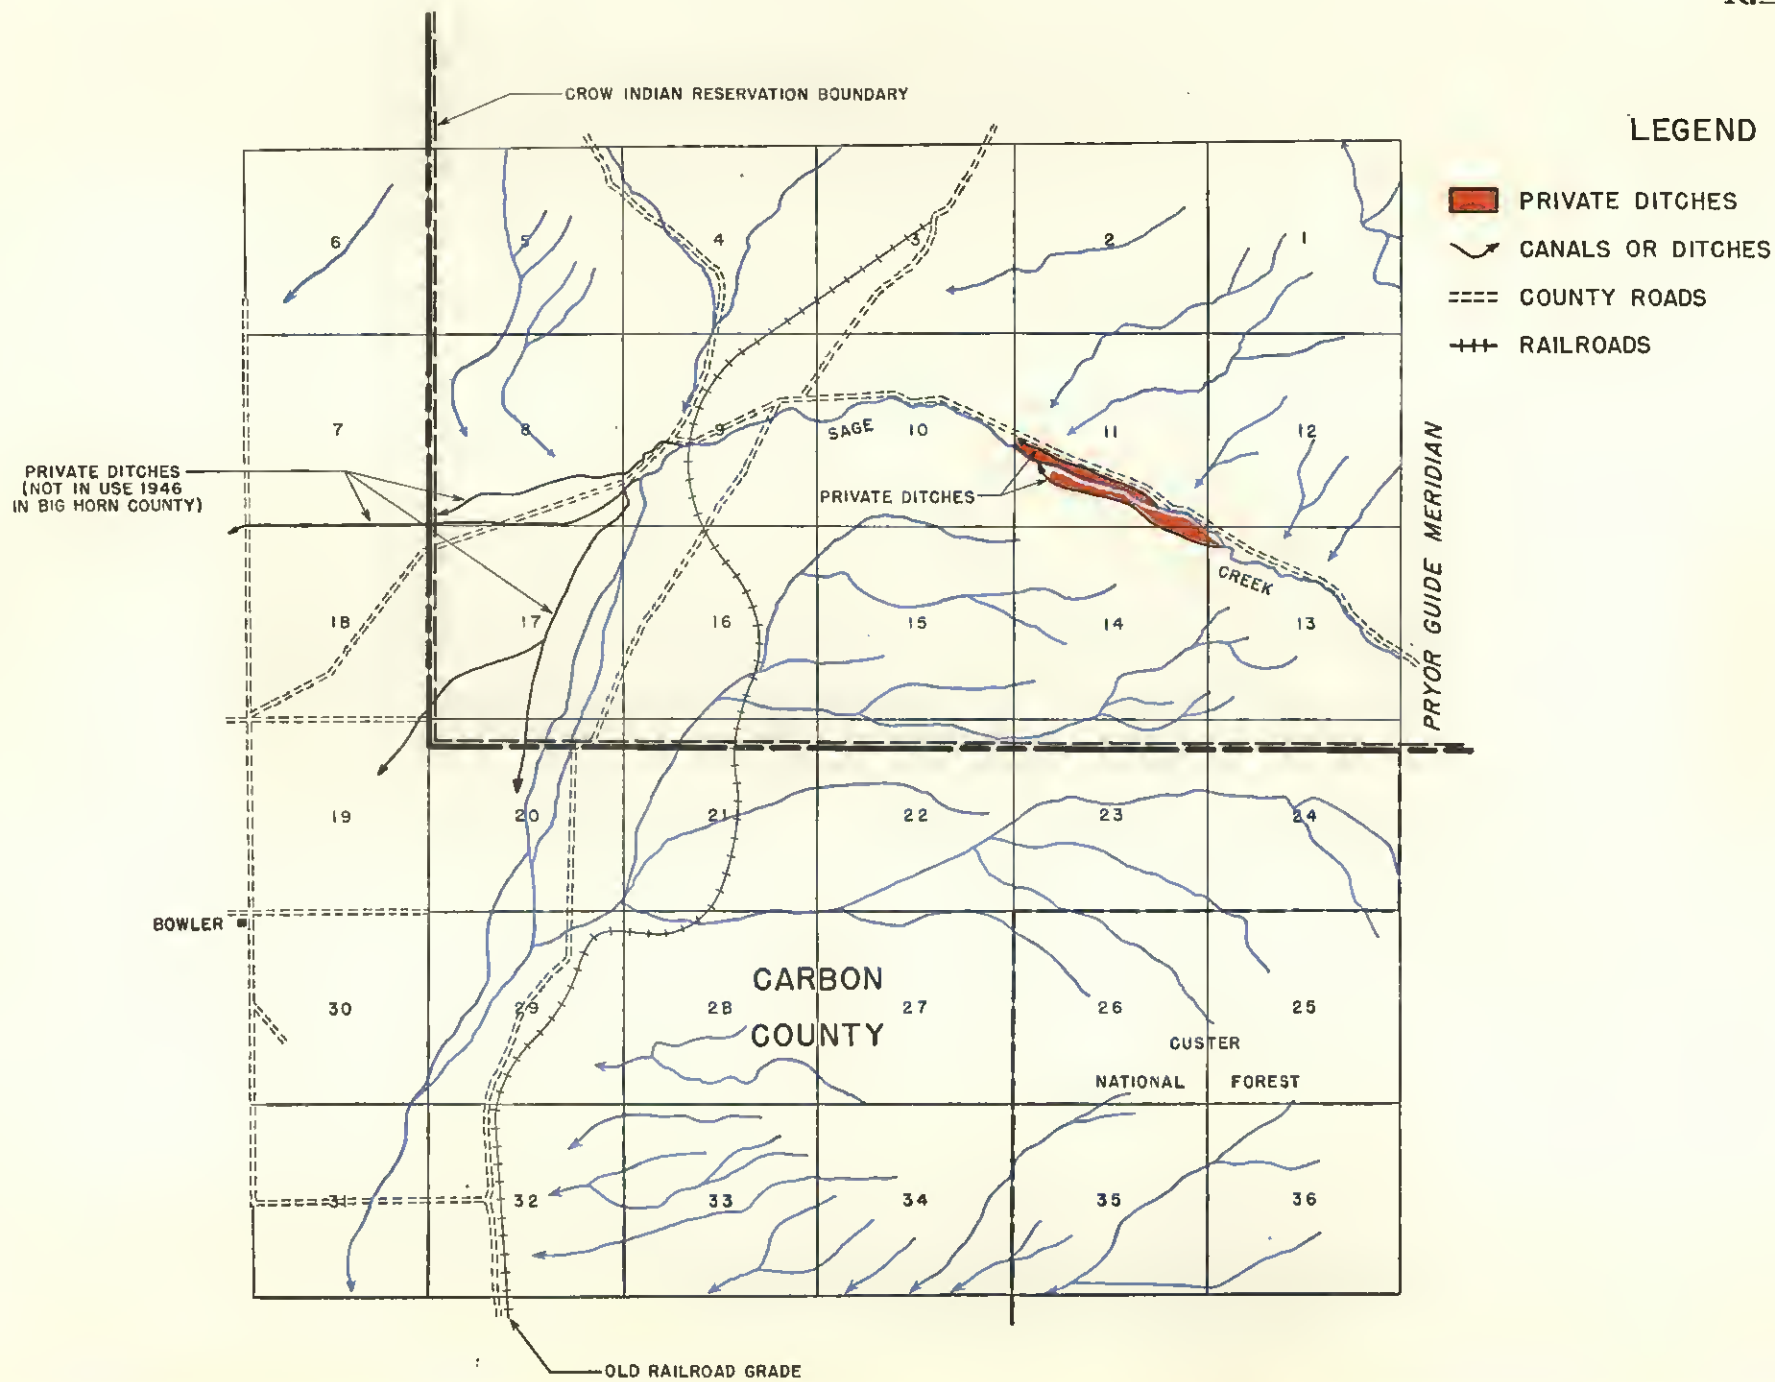 CROW INDIAN RESERVATION BOUNDARY
LEGEND
PRIVATE DITCHES
CANALS OR DITCHES
COUNTY ROADS
RAILROADS
6 5 4 3 2 1
7 8 9 SAGE 10 11 12
PRIVATE DITCHES
(NOT IN USE 1946
IN BIG HORN COUNTY)
PRIVATE DITCHES
CREEK
PRYOR GUIDE MERIDIAN
18 17 16 15 14 13
19 20 21 22 23 24
BOWLER
CARBON
COUNTY
30 29 28 27 26 25
CUSTER
NATIONAL FOREST
31 32 33 34 35 36
OLD RAILROAD GRADE